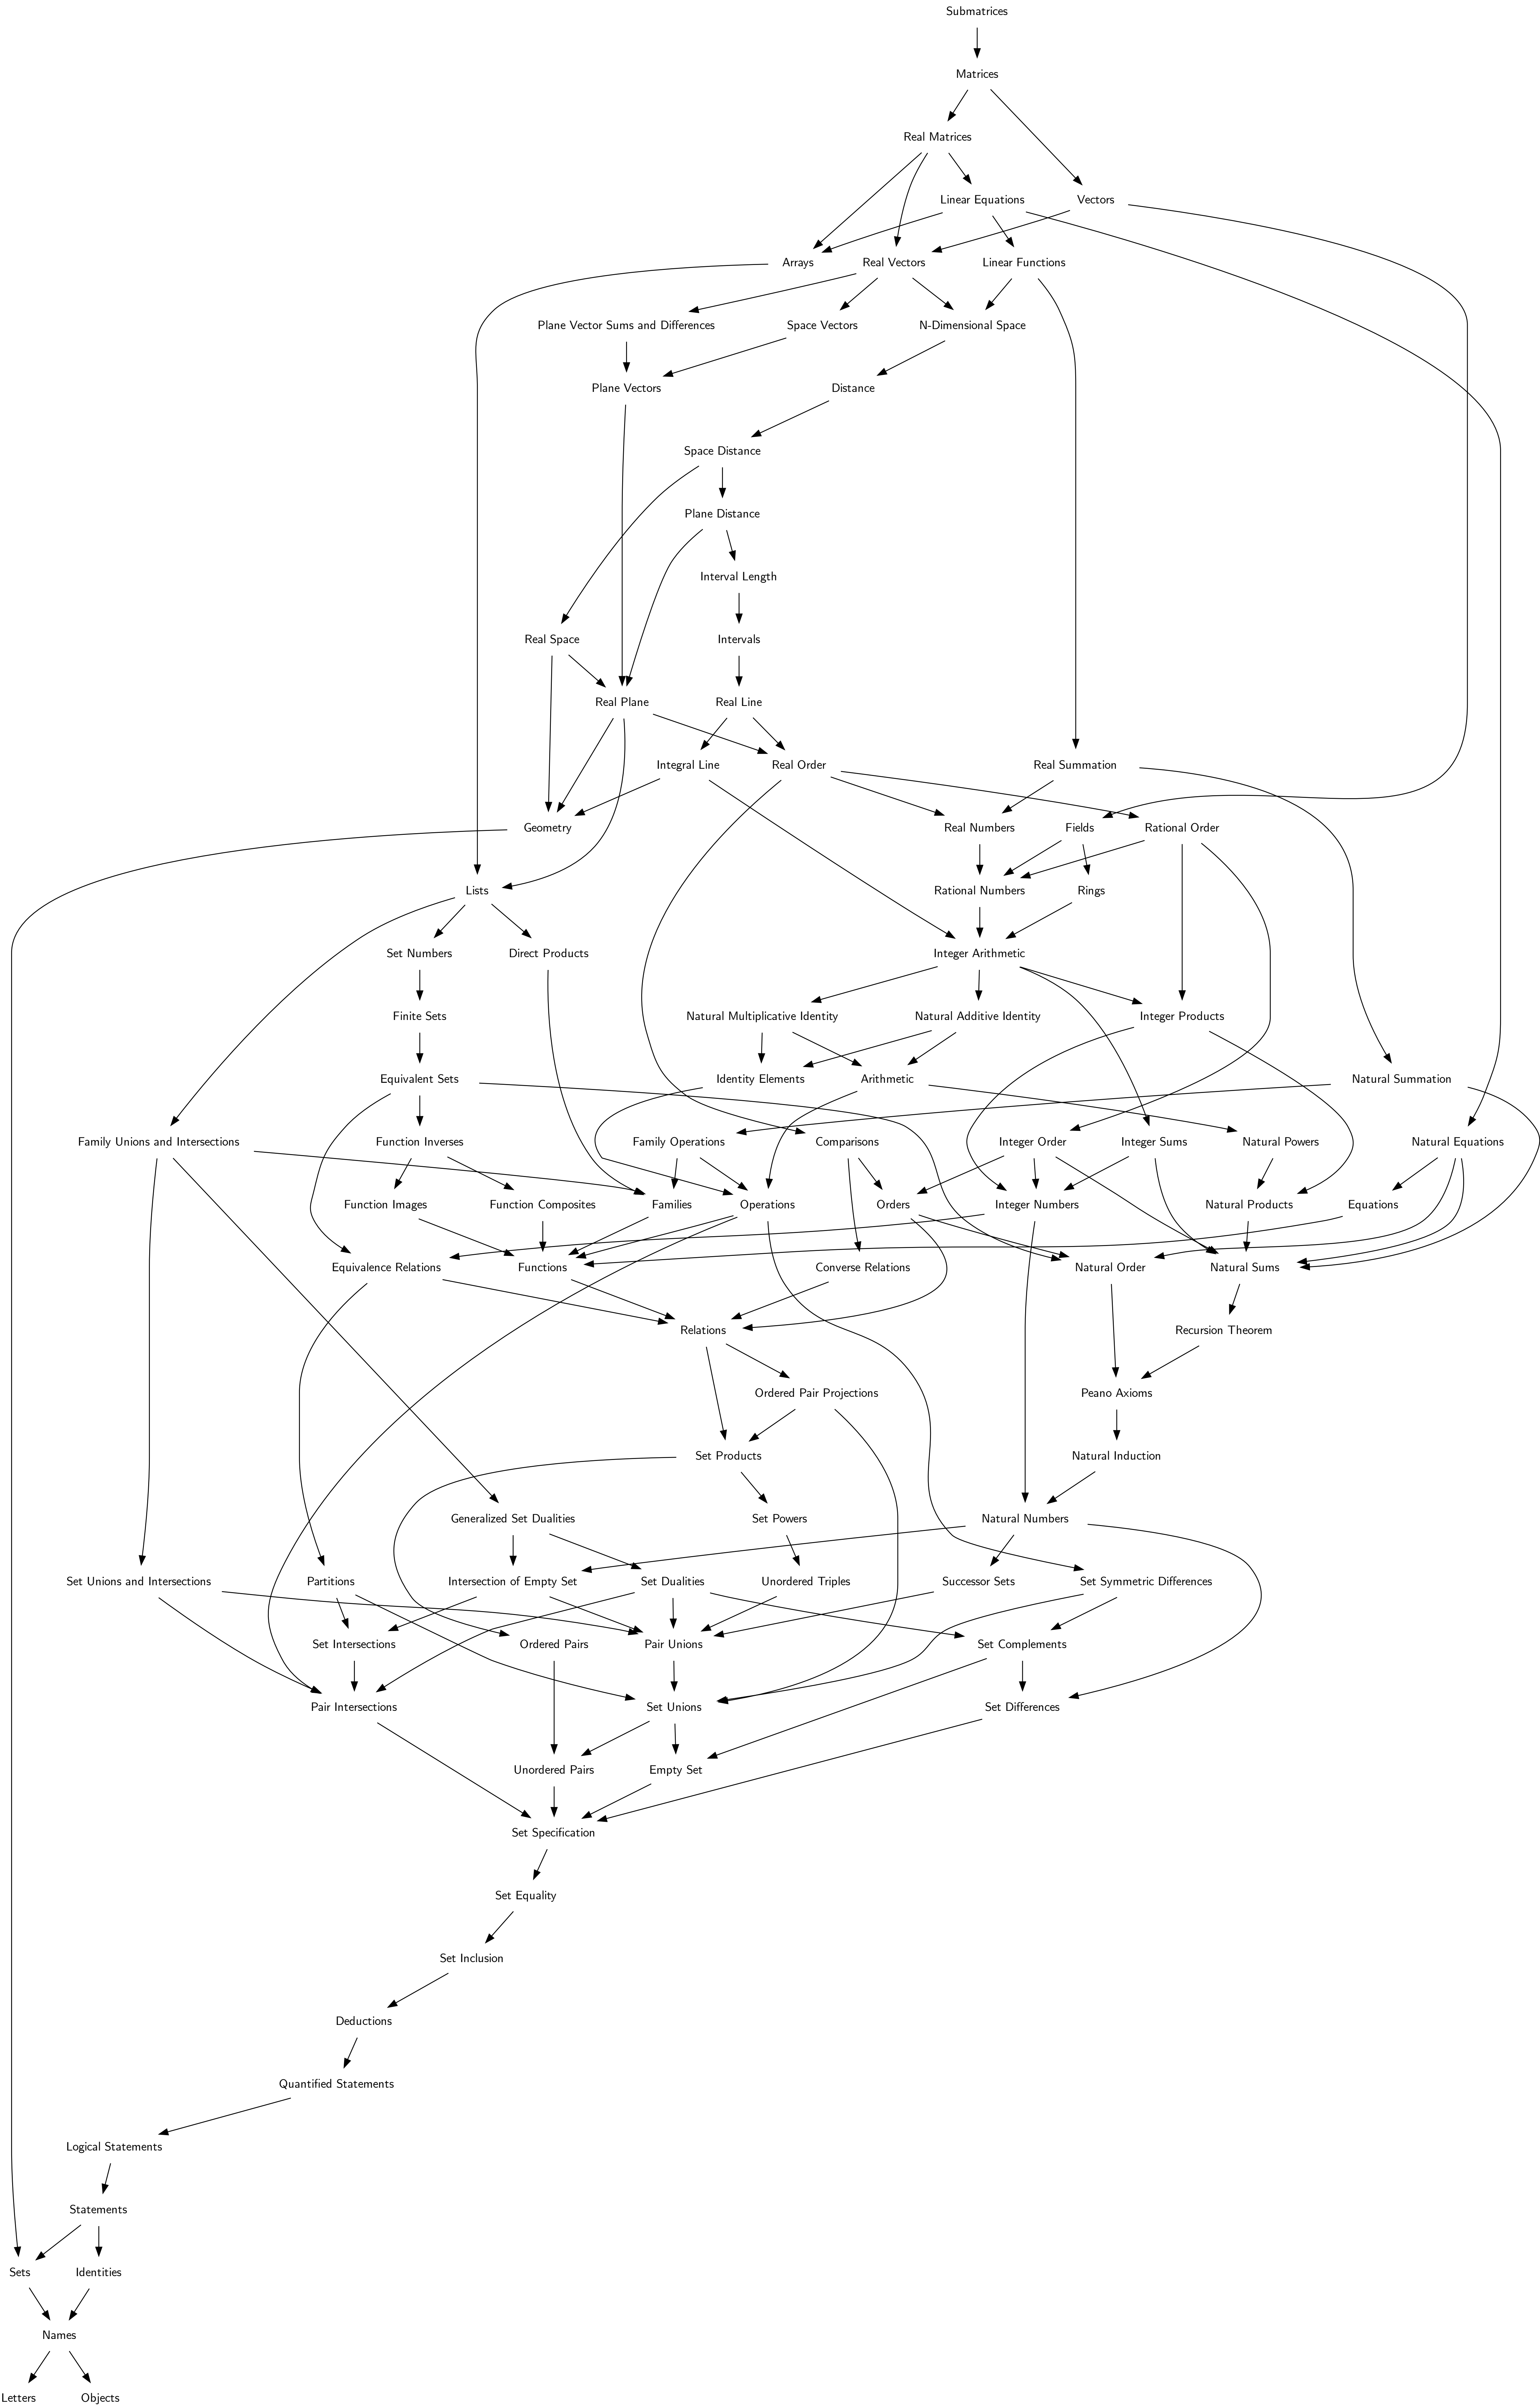 Submatrices
Matrices
Real Matrices
Linear Equations
Vectors
Arrays
Real Vectors
Linear Functions
Plane Vector Sums and Differences
Space Vectors
N-Dimensional Space
Plane Vectors
Distance
Space Distance
Plane Distance
Interval Length
Real Space
Intervals
Real Plane
Real Line
Integral Line
Real Order
Real Summation
Geometry
Real Numbers
Fields
Rational Order
Lists
Rational Numbers
Rings
Set Numbers
Direct Products
Integer Arithmetic
Finite Sets
Natural Multiplicative Identity
Natural Additive Identity
Integer Products
Equivalent Sets
Identity Elements
Arithmetic
Natural Summation
Family Unions and Intersections
Function Inverses
Family Operations
Comparisons
Integer Order
Integer Sums
Natural Powers
Natural Equations
Function Images
Function Composites
Families
Operations
Orders
Integer Numbers
Natural Products
Equations
Equivalence Relations
Functions
Converse Relations
Natural Order
Natural Sums
Relations
Recursion Theorem
Ordered Pair Projections
Peano Axioms
Set Products
Natural Induction
Generalized Set Dualities
Set Powers
Natural Numbers
Set Unions and Intersections
Partitions
Intersection of Empty Set
Set Dualities
Unordered Triples
Successor Sets
Set Symmetric Differences
Set Intersections
Ordered Pairs
Pair Unions
Set Complements
Pair Intersections
Set Unions
Set Differences
Unordered Pairs
Empty Set
Set Specification
Set Equality
Set Inclusion
Deductions
Quantified Statements
Logical Statements
Statements
Sets
Identities
Names
Letters
Objects